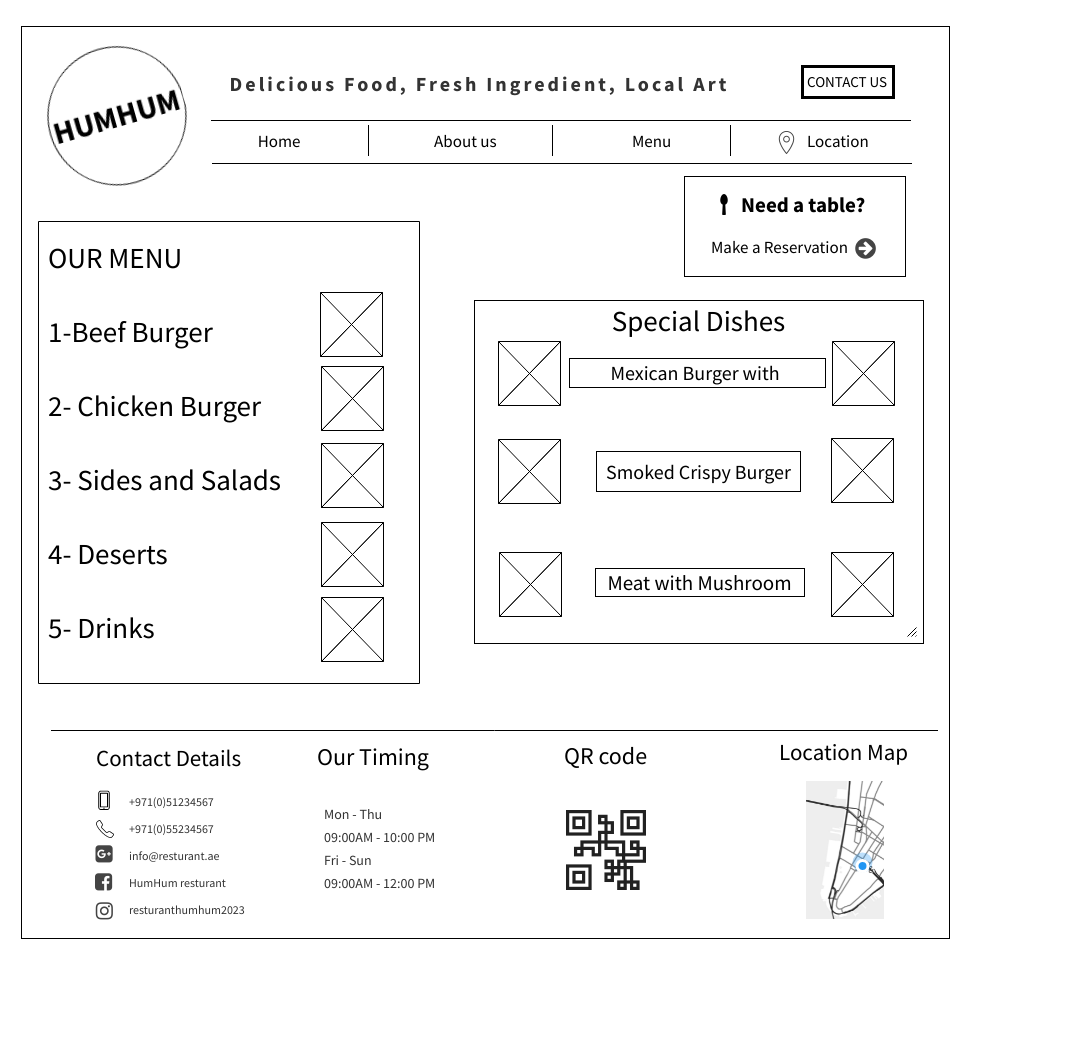 HUMHUM
Delicious Food, Fresh Ingredient, Local Art
CONTACT US
Home
About us
Menu
Location
Need a table?
Make a Reservation
OUR MENU
1-Beef Burger
2- Chicken Burger
3- Sides and Salads
4- Deserts
5- Drinks
Special Dishes
Mexican Burger with
Smoked Crispy Burger
Meat with Mushroom
Contact Details
+971(0)51234567
+971(0)55234567
G+
info@resturant.ae
HumHum resturant
resturanthumhum2023
Our Timing
Mon - Thu
09:00AM - 10:00 PM
Fri - Sun
09:00AM - 12:00 PM
QR code
Location Map